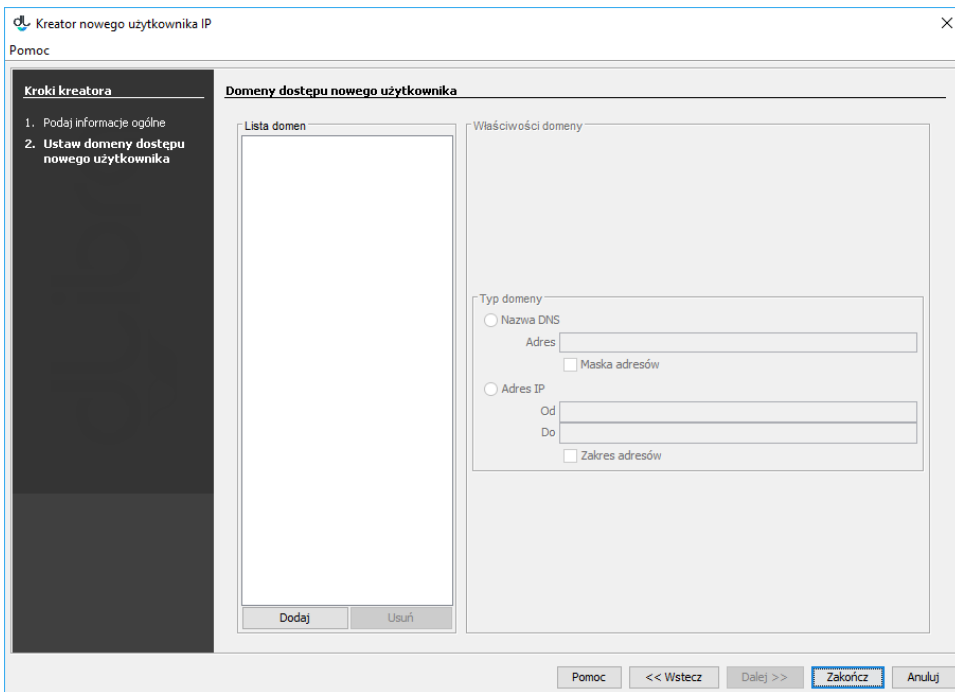 Kreator nowego użytkownika IP
Pomoc
Kroki kreatora
1. Podaj informacje ogólne
2. Ustaw domeny dostępu
nowego użytkownika
Domeny dostępu nowego użytkownika
Lista domen
Dodaj
Usuń
Właściwości domeny
Typ domeny
Nazwa DNS
Adres
Maska adresów
Adres IP
Od
Do
Zakres adresów
Pomoc
<< Wstecz
Dalej >>
Zakończ
Anuluj